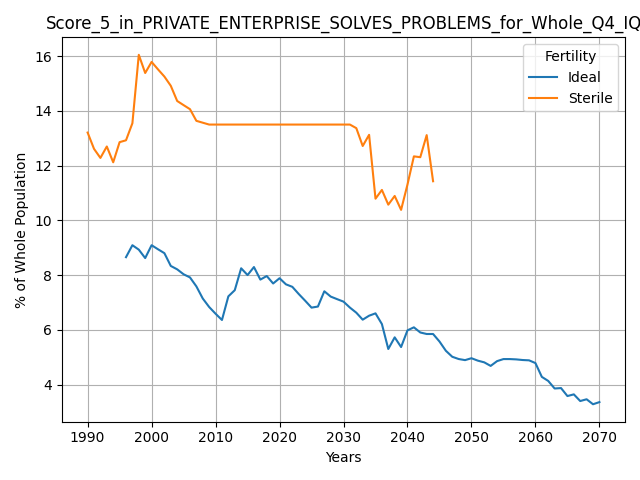 Score_5_in_PRIVATE_ENTERPRISE_SOLVES_PROBLEMS_for_Whole_Q4_IQ
Fertility
Ideal
Sterile
% of Whole Population
16
14
12
10
8
6
4
1990 2000 2010 2020 2030 2040 2050 2060 2070
Years